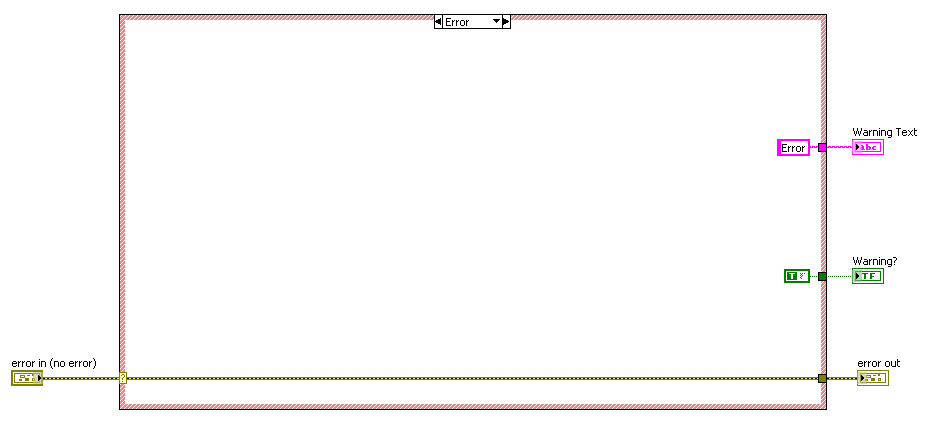 Error
Warning Text
Error
abc
Warning?
T F
TF
error in (no error)
?
error out